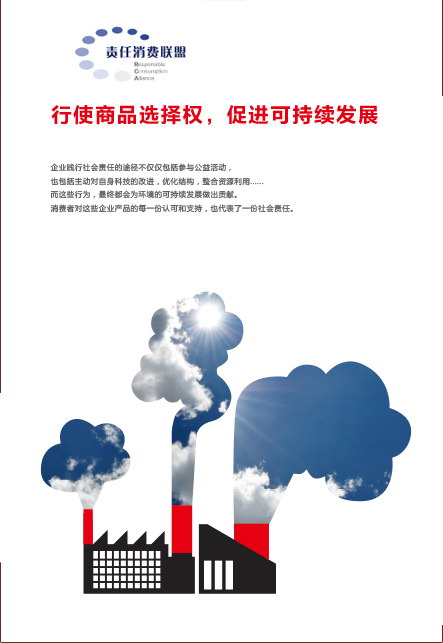 责任消费联盟
Responsible
Consumption
Alliance
行使商品选择权，促进可持续发展
企业践行社会责任的途径不仅仅包括参与公益活动，
也包括主动对自身科技的改进，优化结构，整合资源利用......
而这些行为，最终都会为环境的可持续发展做出贡献。
消费者对这些企业产品的每一份认可和支持，也代表了一份社会责任。